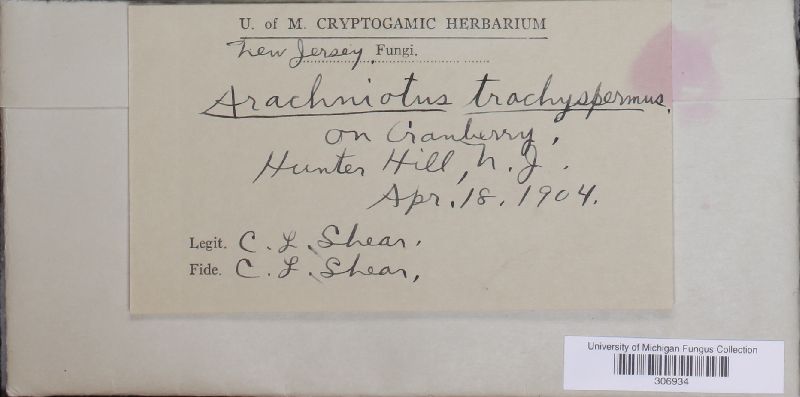 U. of M. CRYPTOGAMIC HERBARIUM
New Jersey, Fungi.
Arachniotus trachyspermus,
on Cranberry,
Hunter Hill, N. J.
Apr. 18, 1904.
Legit. C. L. Shear.
Fide. C. L. Shear,
University of Michigan Fungus Collection
306934